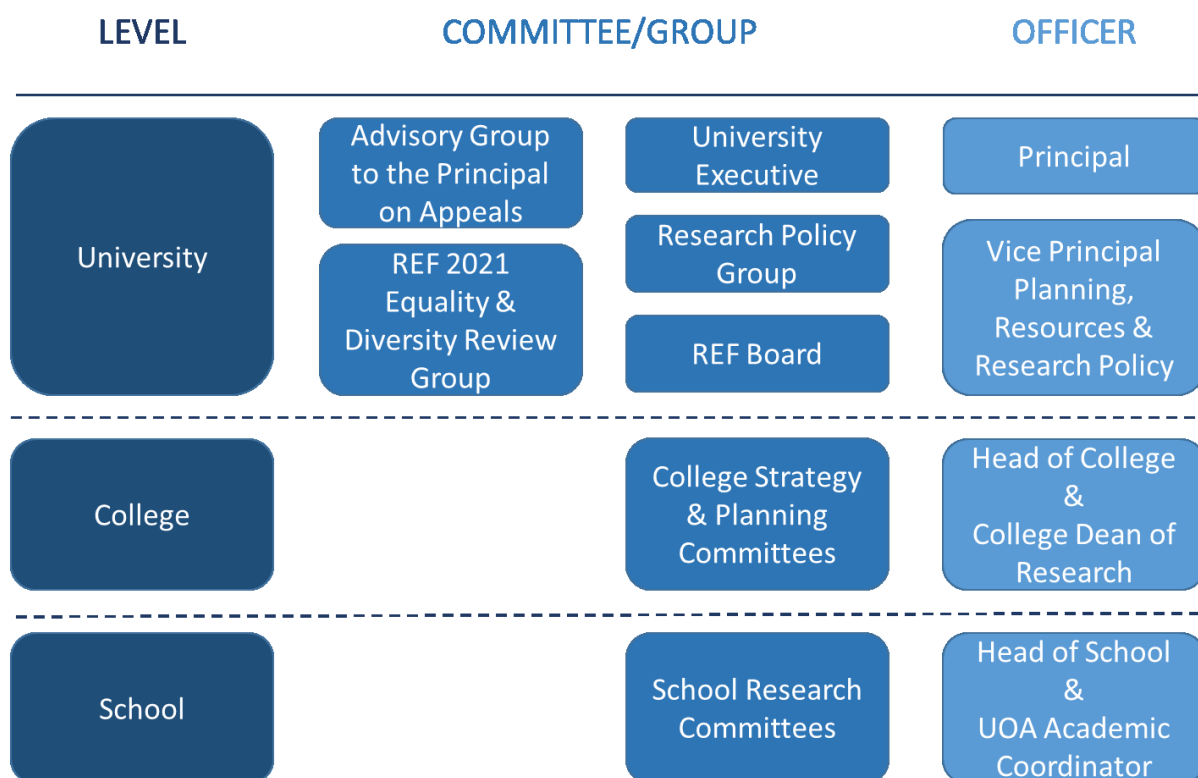 LEVEL
COMMITTEE/GROUP
OFFICER
University
Advisory Group
to the Principal
on Appeals
REF 2021
Equality &
Diversity Review
Group
University
Executive
Research Policy
Group
REF Board
Principal
Vice Principal
Planning,
Resources &
Research Policy
College
College Strategy
& Planning
Committees
Head of College
&
College Dean of
Research
School
School Research
Committees
Head of School
&
UOA Academic
Coordinator